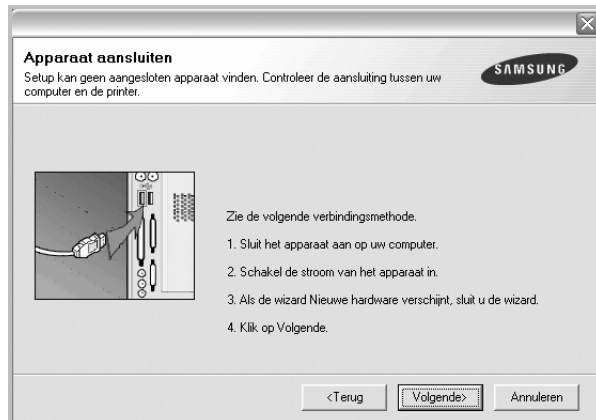 Apparaat aansluiten
Setup kan geen aangesloten apparaat vinden. Controleer de aansluiting tussen uw
computer en de printer.
SAMSUNG
Zie de volgende verbindingsmethode.
1. Sluit het apparaat aan op uw computer.
2. Schakel de stroom van het apparaat in.
3. Als de wizard Nieuwe hardware verschijnt, sluit u de wizard.
4. Klik op Volgende.
<Terug
Volgende>
Annuleren